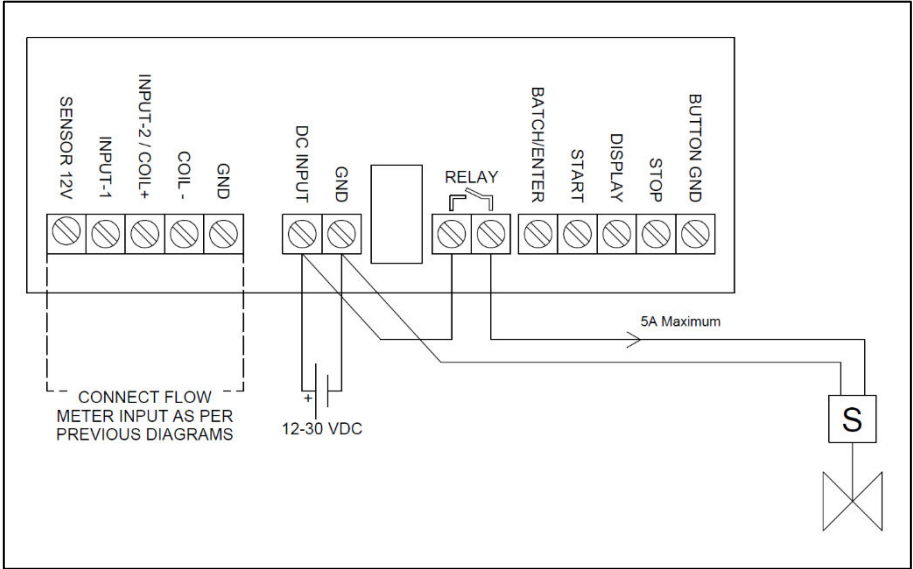 SENSOR 12V
INPUT-1
INPUT-2 / COIL+
COIL -
GND
DC INPUT
GND
RELAY
BATCH/ENTER
START
DISPLAY
STOP
BUTTON GND
5A Maximum
CONNECT FLOW
METER INPUT AS PER
PREVIOUS DIAGRAMS
+
12-30 VDC
S